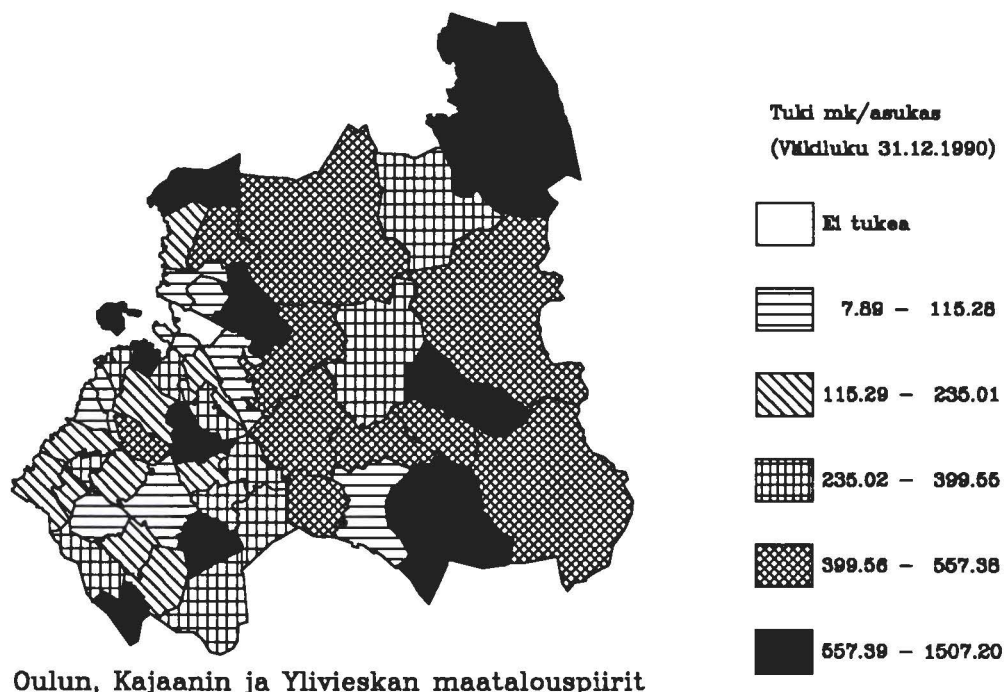 Tuki mk/asukas
(Väkiluku 31.12.1990)
Ei tukea
7.89 – 115.28
115.29 – 235.01
235.02 – 399.55
399.56 – 557.38
557.39 – 1507.20
Oulun, Kajaanin ja Ylivieskan maatalouspiirit